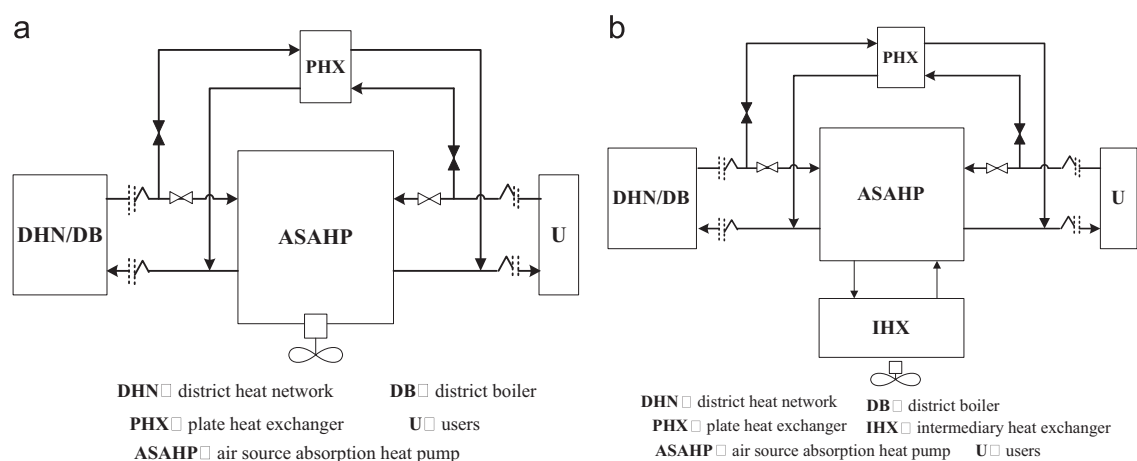 a
PHX
DHN/DB
ASAHP
U
DHN□ district heat network DB□ district boiler
PHX□ plate heat exchanger U□ users
ASAHP□ air source absorption heat pump
b
PHX
DHN/DB
ASAHP
U
IHX
DHN□ district heat network DB□ district boiler
PHX□ plate heat exchanger IHX□ intermediary heat exchanger
ASAHP□ air source absorption heat pump U□ users